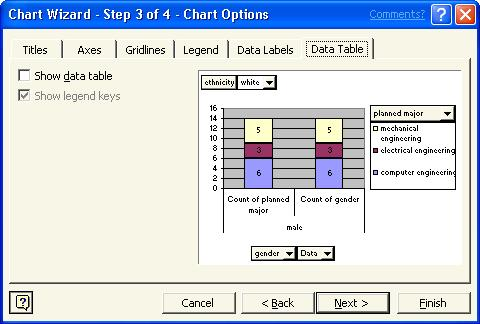 Chart Wizard - Step 3 of 4 - Chart Options
Comments?
Titles
Axes
Gridlines
Legend
Data Labels
Data Table
Show data table
Show legend keys
ethnicity
white
16
14
12
10
8
6
4
2
0
5
3
6
5
3
6
Count of planned
major
Count of gender
male
planned major
mechanical
engineering
electrical engineering
computer engineering
gender
Data
Cancel
< Back
Next >
Finish